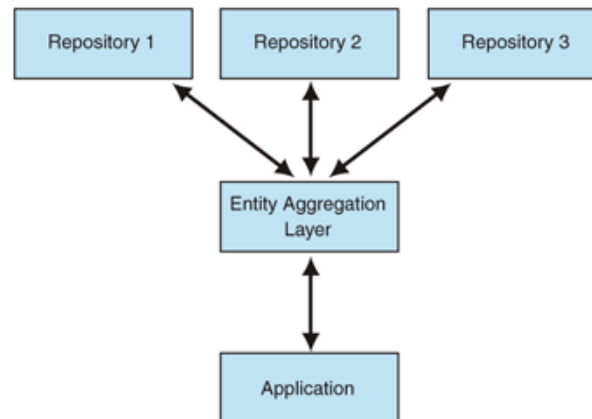 Repository 1
Repository 2
Repository 3
Entity Aggregation
Layer
Application